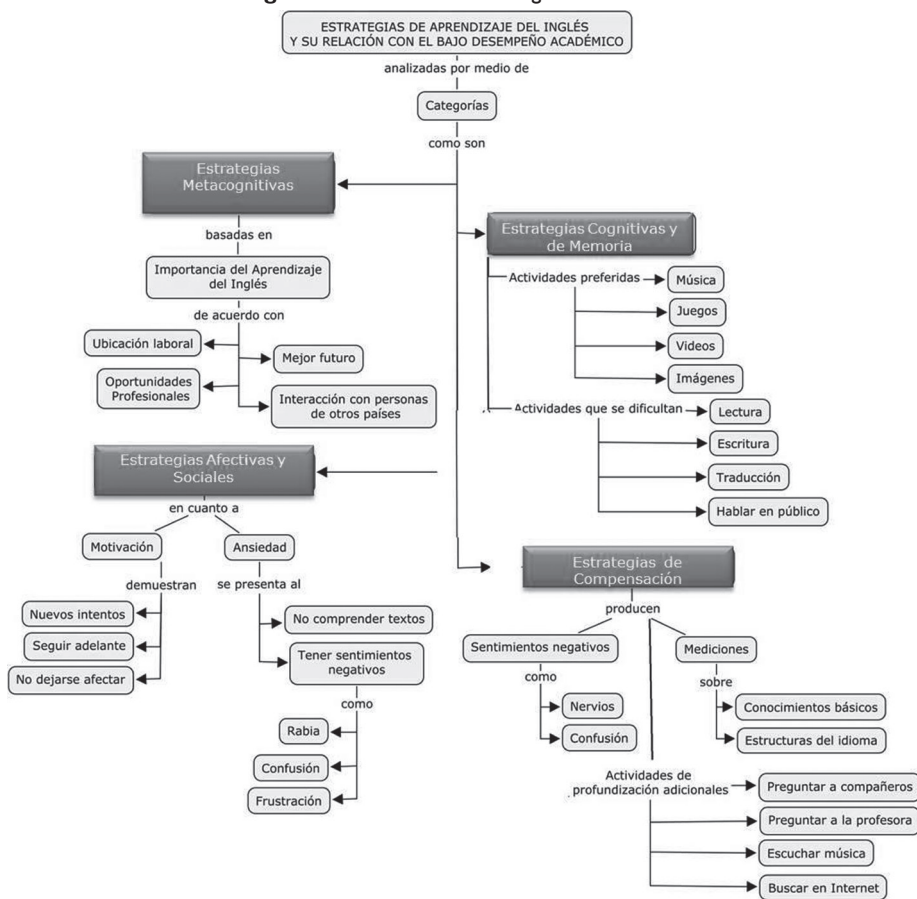 ESTRATEGIAS DE APRENDIZAJE DEL INGLÉS
Y SU RELACIÓN CON EL BAJO DESEMPEÑO ACADÉMICO
analizadas por medio de
Categorías
como son
Estrategias
Metacognitivas
basadas en
Importancia del Aprendizaje
del Inglés
de acuerdo con
Ubicación laboral
Mejor futuro
Oportunidades
Profesionales
Interacción con personas
de otros países
Estrategias Cognitivas y
de Memoria
Actividades preferidas
Música
Juegos
Videos
Imágenes
Actividades que se dificultan
Lectura
Escritura
Traducción
Hablar en público
Estrategias Afectivas y
Sociales
en cuanto a
Motivación
demuestran
Nuevos intentos
Seguir adelante
No dejarse afectar
Ansiedad
se presenta al
No comprender textos
Tener sentimientos
negativos
como
Rabia
Confusión
Frustración
Estrategias de
Compensación
producen
Sentimientos negativos
como
Nervios
Confusión
Mediciones
sobre
Conocimientos básicos
Estructuras del idioma
Actividades de
profundización adicionales
Preguntar a compañeros
Preguntar a la profesora
Escuchar música
Buscar en Internet